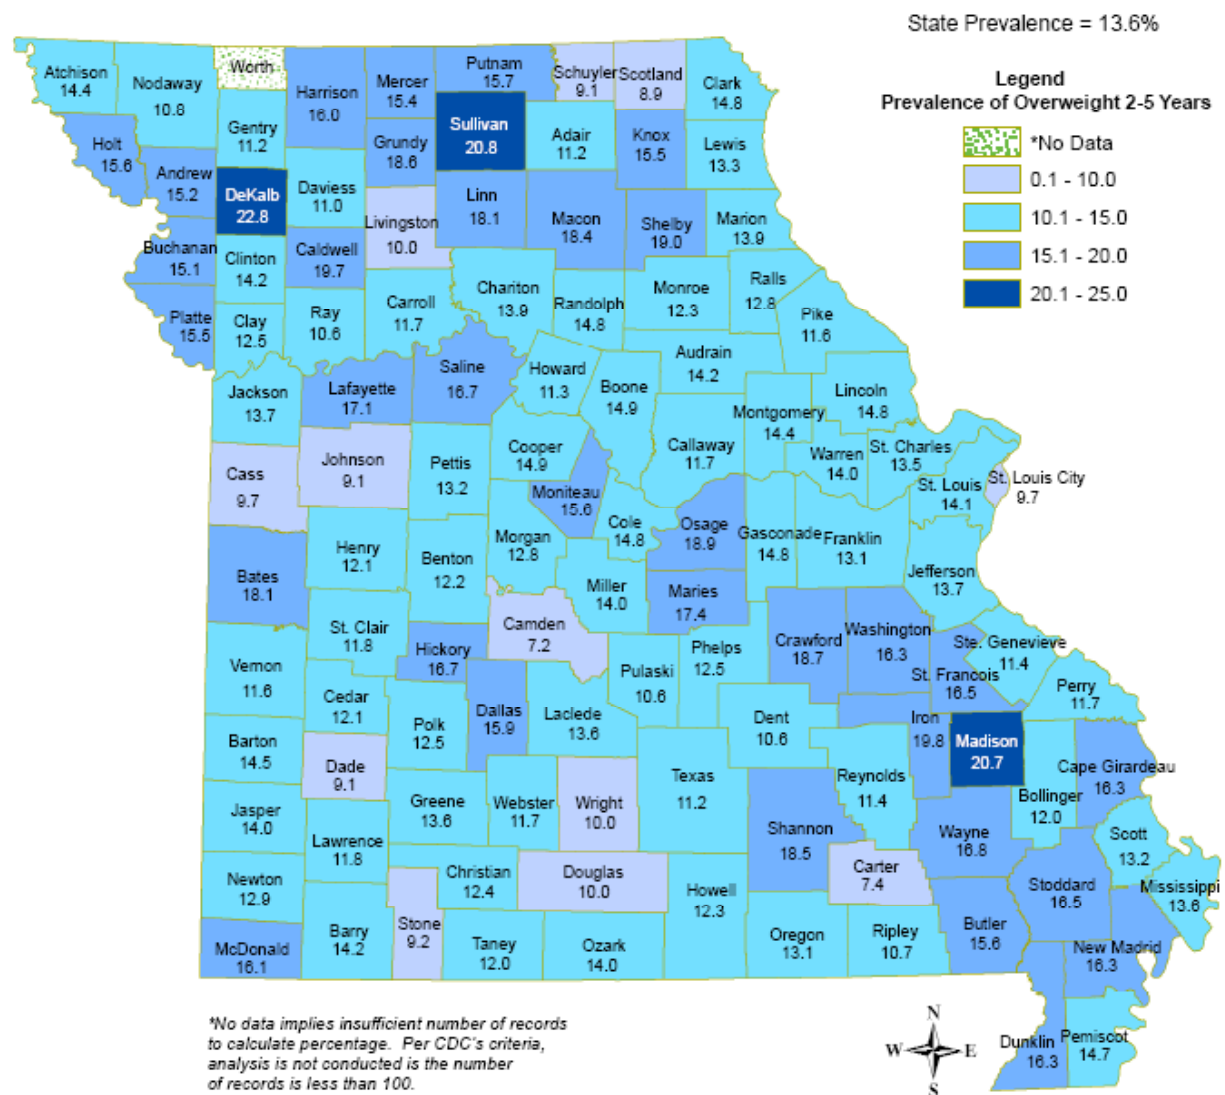 State Prevalence = 13.6%
Legend
Prevalence of Overweight 2-5 Years
*No Data
0.1 - 10.0
10.1 - 15.0
15.1 - 20.0
20.1 - 25.0
Atchison
14.4
Nodaway
10.8
Worth
Harrison
16.0
Mercer
15.4
Putnam
15.7
Schuyler
9.1
Scotland
8.9
Clark
14.8
Holt
15.6
Andrew
15.2
Gentry
11.2
DeKalb
22.8
Daviess
11.0
Grundy
18.6
Sullivan
20.8
Adair
11.2
Knox
15.5
Lewis
13.3
Buchanan
15.1
Clinton
14.2
Caldwell
19.7
Livingston
10.0
Linn
18.1
Macon
18.4
Shelby
19.0
Marion
13.9
Platte
15.5
Clay
12.5
Ray
10.6
Carroll
11.7
Chariton
13.9
Randolph
14.8
Monroe
12.3
Ralls
12.8
Pike
11.6
Jackson
13.7
Lafayette
17.1
Saline
16.7
Howard
11.3
Boone
14.9
Audrain
14.2
Montgomery
14.4
Lincoln
14.8
Cass
9.7
Johnson
9.1
Pettis
13.2
Cooper
14.9
Moniteau
15.6
Callaway
11.7
Warren
14.0
St. Charles
13.5
St. Louis
14.1
St. Louis City
9.7
Bates
18.1
Henry
12.1
Benton
12.2
Morgan
12.8
Cole
14.8
Osage
18.9
Gasconade
14.8
Franklin
13.1
Jefferson
13.7
Miller
14.0
Maries
17.4
Vernon
11.6
St. Clair
11.8
Hickory
16.7
Camden
7.2
Pulaski
10.6
Phelps
12.5
Crawford
18.7
Washington
16.3
Ste. Genevieve
11.4
St. Francois
16.5
Perry
11.7
Cedar
12.1
Polk
12.5
Dallas
15.9
Laclede
13.6
Dent
10.6
Iron
19.8
Madison
20.7
Cape Girardeau
16.3
Barton
14.5
Dade
9.1
Greene
13.6
Webster
11.7
Wright
10.0
Texas
11.2
Reynolds
11.4
Bollinger
12.0
Jasper
14.0
Lawrence
11.8
Shannon
18.5
Wayne
16.8
Scott
13.2
Newton
12.9
Christian
12.4
Douglas
10.0
Howell
12.3
Carter
7.4
Stoddard
16.5
Mississippi
13.6
McDonald
16.1
Barry
14.2
Stone
9.2
Taney
12.0
Ozark
14.0
Oregon
13.1
Ripley
10.7
Butler
15.6
New Madrid
16.3
Dunklin
16.3
Pemiscot
14.7
*No data implies insufficient number of records
to calculate percentage. Per CDC's criteria,
analysis is not conducted is the number
of records is less than 100.
N
W
E
S